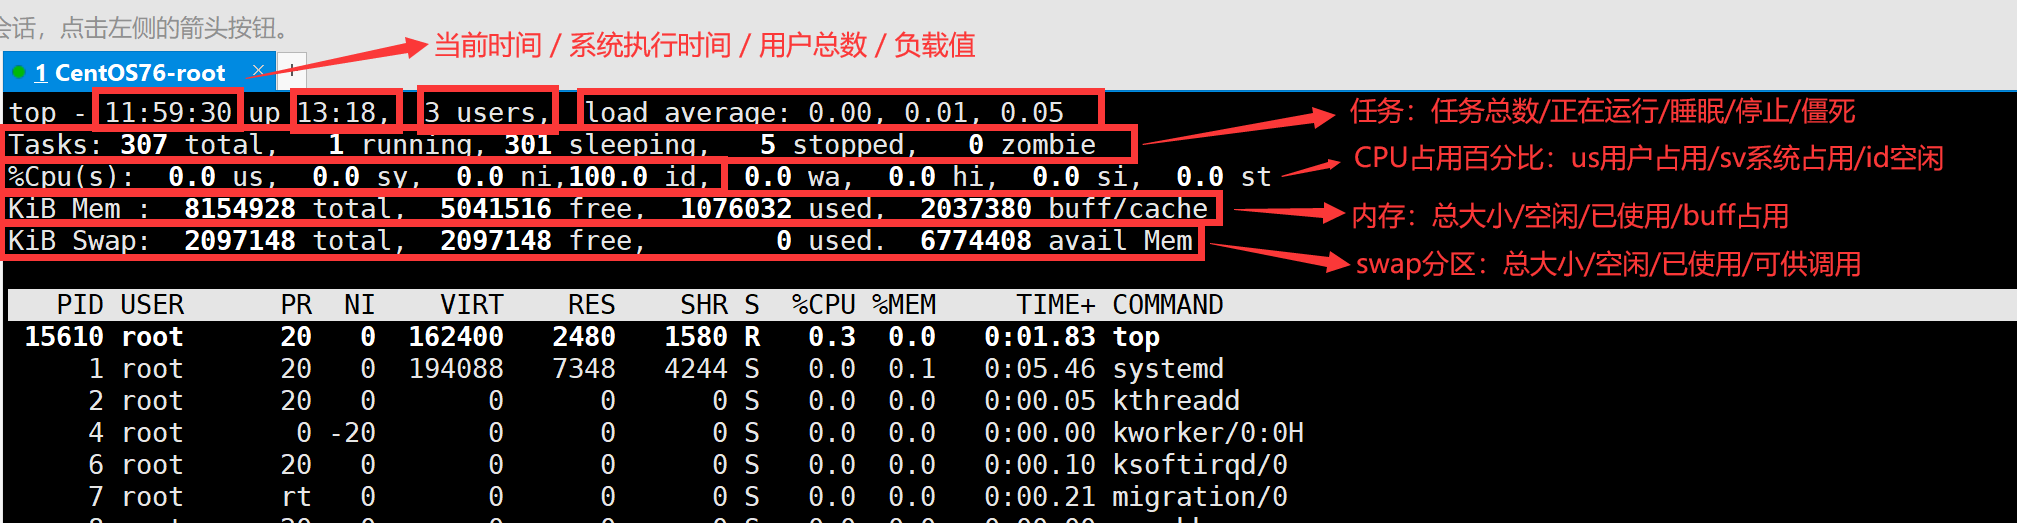 会话，点击左侧的箭头按钮。
当前时间 / 系统执行时间 / 用户总数 / 负载值
1 CentOS76-root × +
top - 11:59:30 up 13:18, 3 users, load average: 0.00, 0.01, 0.05
任务：任务总数/正在运行/睡眠/停止/僵死
Tasks: 307 total, 1 running, 301 sleeping, 5 stopped, 0 zombie
CPU占用百分比：us用户占用/sv系统占用/id空闲
%Cpu(s): 0.0 us, 0.0 sy, 0.0 ni,100.0 id, 0.0 wa, 0.0 hi, 0.0 si, 0.0 st
KiB Mem : 8154928 total, 5041516 free, 1076032 used, 2037380 buff/cache
内存：总大小/空闲/已使用/buff占用
KiB Swap: 2097148 total, 2097148 free, 0 used. 6774408 avail Mem
swap分区：总大小/空闲/已使用/可供调用
PID USER PR NI VIRT RES SHR S %CPU %MEM TIME+ COMMAND
15610 root 20 0 162400 2480 1580 R 0.3 0.0 0:01.83 top
1 root 20 0 194088 7348 4244 S 0.0 0.1 0:05.46 systemd
2 root 20 0 0 0 0 S 0.0 0.0 0:00.05 kthreadd
4 root 0 -20 0 0 0 S 0.0 0.0 0:00.00 kworker/0:0H
6 root 20 0 0 0 0 S 0.0 0.0 0:00.10 ksoftirqd/0
7 root rt 0 0 0 0 S 0.0 0.0 0:00.21 migration/0